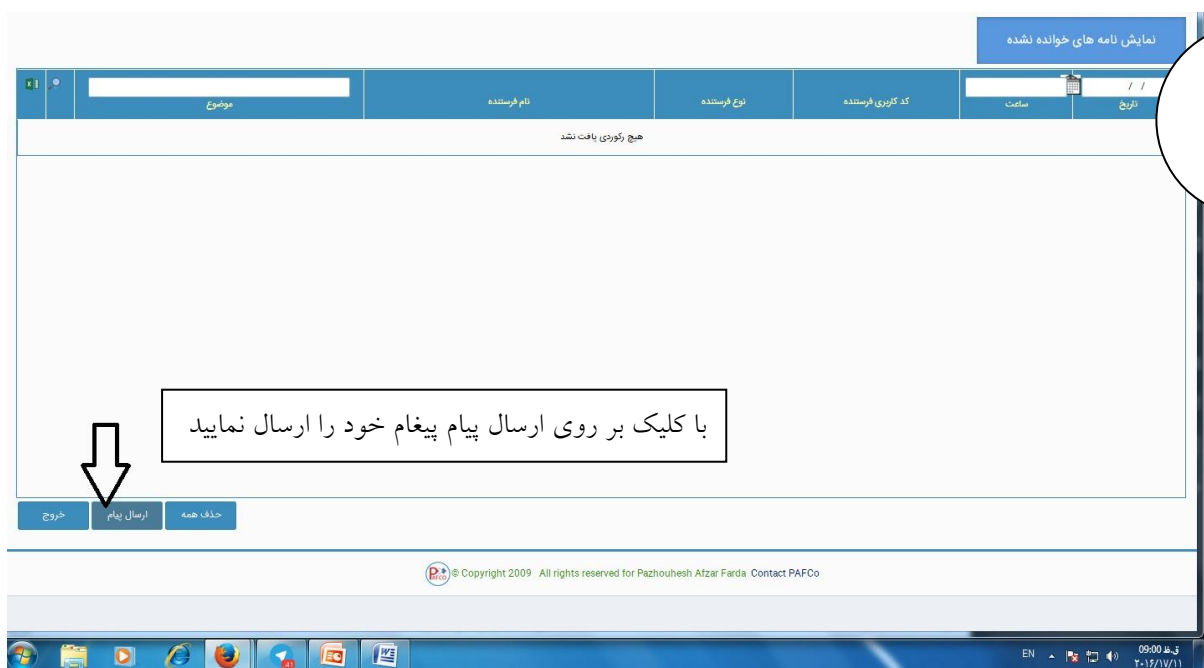 نمایش نامه های خوانده نشده
/ /
تاریخ
ساعت
کد کاربری فرستنده
نوع فرستنده
نام فرستنده
موضوع
هیچ رکوردی یافت نشد
با کلیک بر روی ارسال پیام پیغام خود را ارسال نمایید
حذف همه
ارسال پیام
خروج
PAFCO © Copyright 2009 All rights reserved for Pazhouhesh Afzar Farda Contact PAFCo
41
EN
09:00 ق.ظ